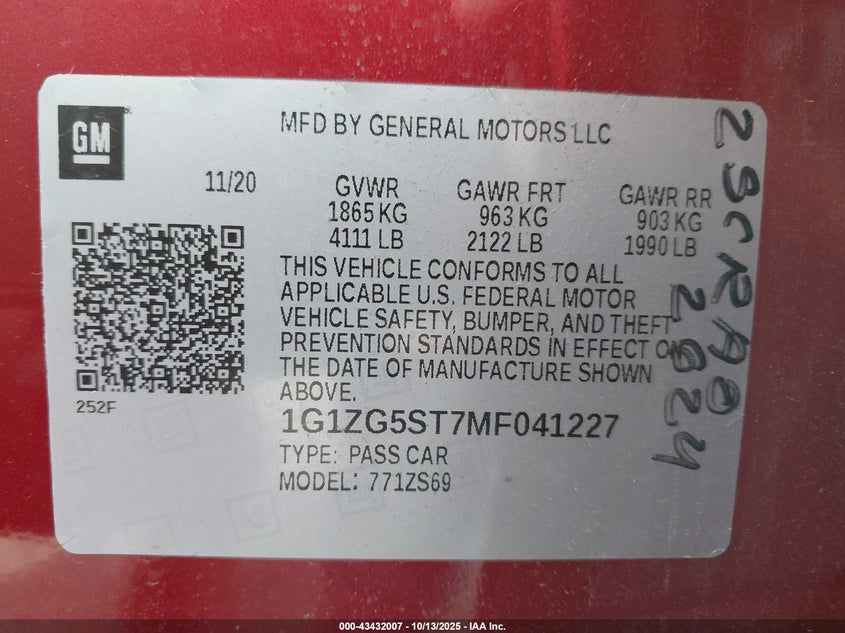 GM
MFD BY GENERAL MOTORS LLC
11/20
GVWR GAWR FRT GAWR RR
1865 KG 963 KG 903 KG
4111 LB 2122 LB 1990 LB
THIS VEHICLE CONFORMS TO ALL
APPLICABLE U.S. FEDERAL MOTOR
VEHICLE SAFETY, BUMPER, AND THEFT
PREVENTION STANDARDS IN EFFECT ON
THE DATE OF MANUFACTURE SHOWN
ABOVE.
252F
1G1ZG5ST7MF041227
TYPE: PASS CAR
MODEL: 771ZS69
000-43432007 - 10/13/2025 - IAA Inc.